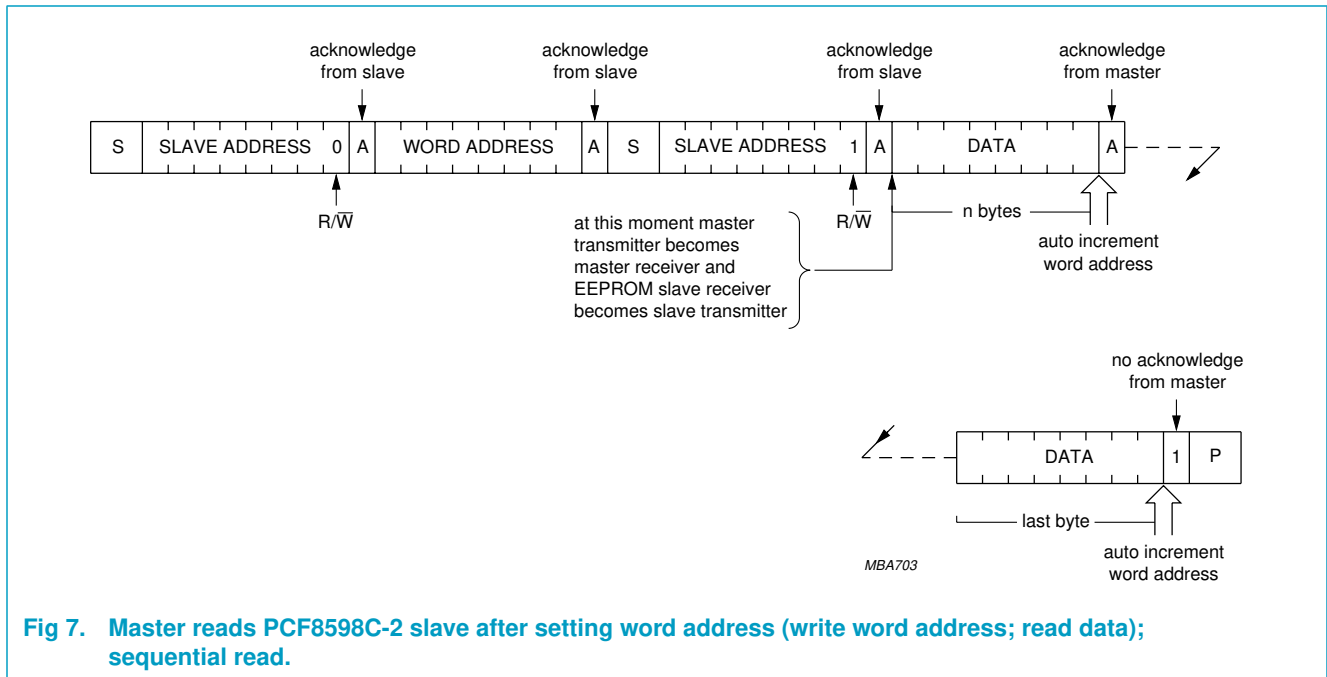 acknowledge
from slave
acknowledge
from slave
acknowledge
from slave
acknowledge
from master
S SLAVE ADDRESS 0 A WORD ADDRESS A S SLAVE ADDRESS 1 A DATA A
R/W̅
R/W̅
n bytes
at this moment master
transmitter becomes
master receiver and
EEPROM slave receiver
becomes slave transmitter
auto increment
word address
no acknowledge
from master
DATA 1 P
last byte
auto increment
word address
MBA703
Fig 7. Master reads PCF8598C-2 slave after setting word address (write word address; read data);
sequential read.